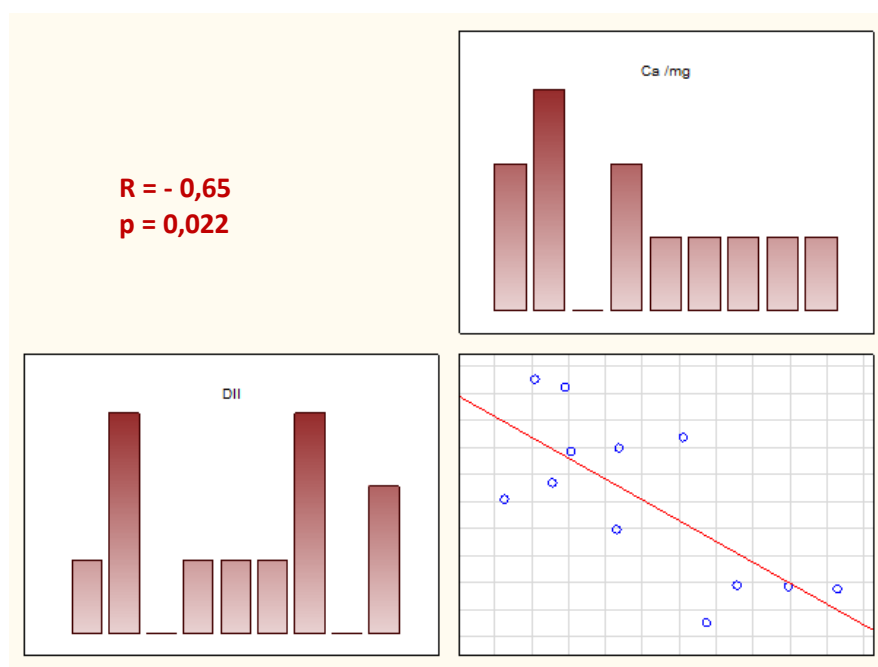 Ca /mg
R = - 0,65
p = 0,022
DII